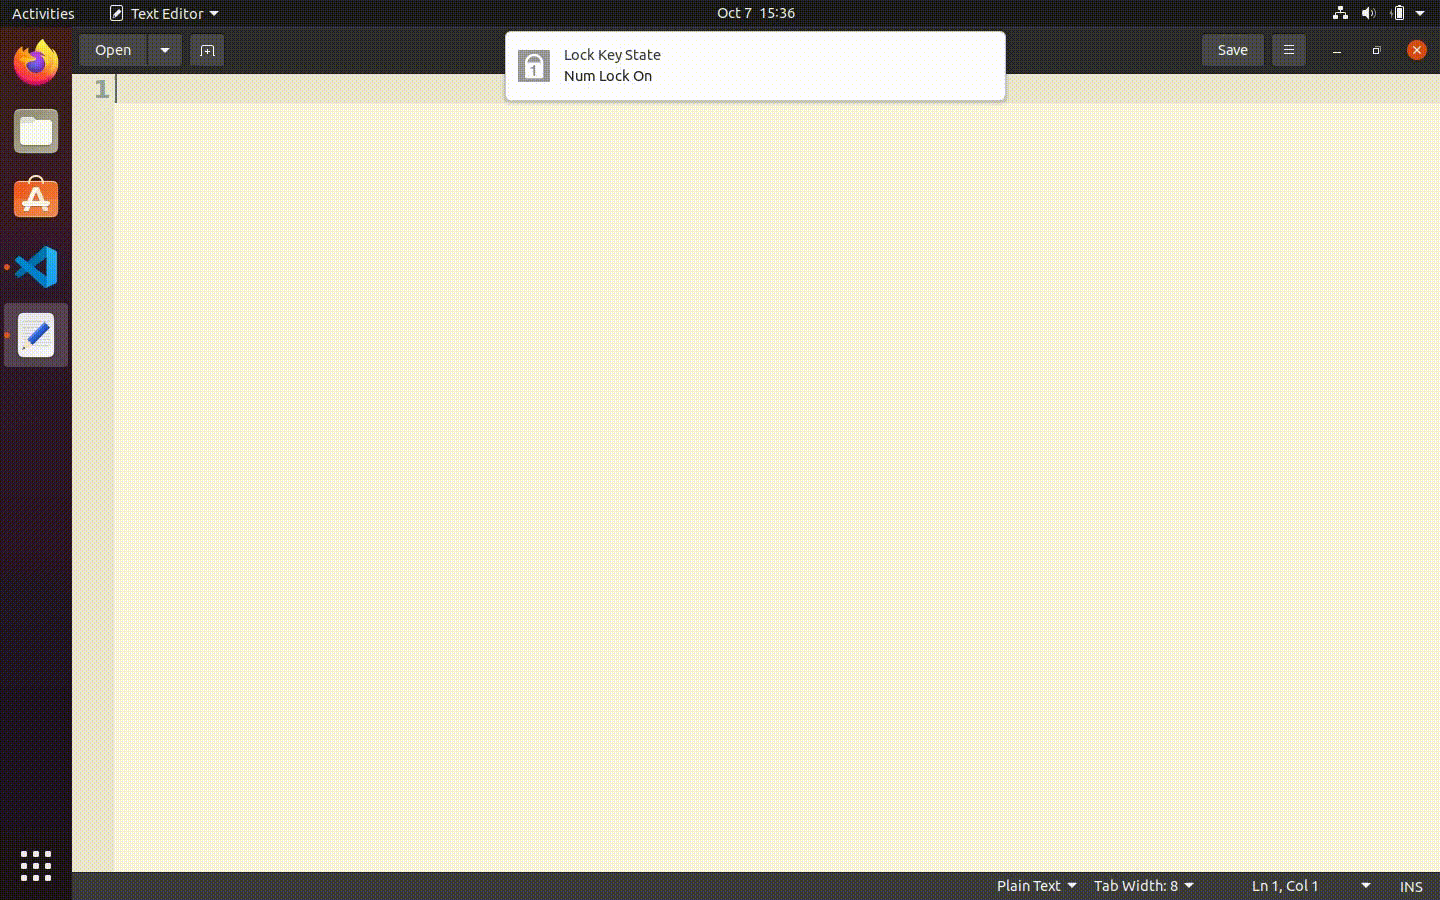 Activities Text Editor Oct 7 15:36
Open Save
Lock Key State
Num Lock On
1
Plain Text Tab Width: 8 Ln 1, Col 1 INS